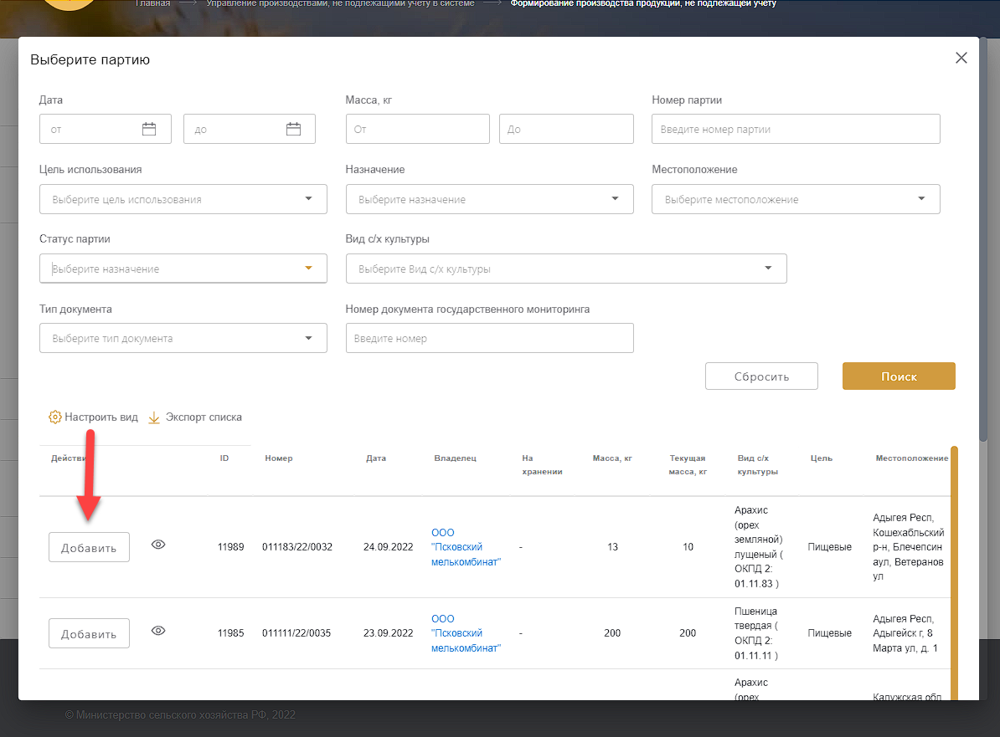 Главная
Управление производствами, не подлежащими учету в системе
Формирование производства продукции, не подлежащей учету
Выберите партию
Дата
Масса, кг
Номер партии
от
до
От
До
Введите номер партии
Цель использования
Назначение
Местоположение
Выберите цель использования
Выберите назначение
Выберите местоположение
Статус партии
Вид с/х культуры
Выберите назначение
Выберите Вид с/х культуры
Тип документа
Номер документа государственного мониторинга
Выберите тип документа
Введите номер
Сбросить
Поиск
Настроить вид
Экспорт списка
Действи
ID
Номер
Дата
Владелец
На
хранении
Масса, кг
Текущая
масса, кг
Вид с/х
культуры
Цель
Местоположение
Добавить
11989
011183/22/0032
24.09.2022
ООО
"Псковский
мелькомбинат"
-
13
10
Арахис
(орех
земляной)
лущеный (
ОКПД 2:
01.11.83 )
Пищевые
Адыгея Респ,
Кошехабльский
р-н, Блечепсин
аул, Ветеранов
ул
Добавить
11985
011111/22/0035
23.09.2022
ООО
"Псковский
мелькомбинат"
-
200
200
Пшеница
твердая (
ОКПД 2:
01.11.11 )
Пищевые
Адыгея Респ,
Адыгейск г, 8
Марта ул, д. 1
Арахис
(орех
Калужская обл
© Министерство сельского хозяйства РФ, 2022